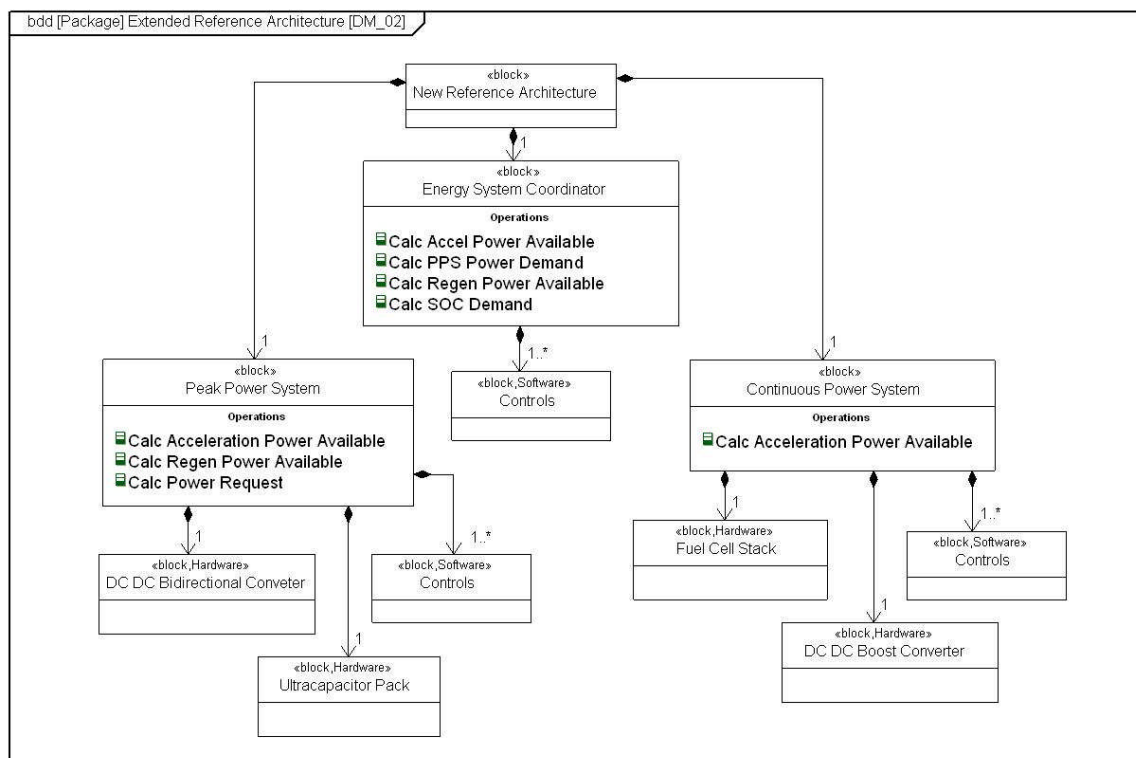 bdd [Package] Extended Reference Architecture [DM_02]
«block»
New Reference Architecture
1
«block»
Energy System Coordinator
Operations
Calc Accel Power Available
Calc PPS Power Demand
Calc Regen Power Available
Calc SOC Demand
1
«block»
Peak Power System
Operations
Calc Acceleration Power Available
Calc Regen Power Available
Calc Power Request
1..*
«block,Software»
Controls
1
«block»
Continuous Power System
Operations
Calc Acceleration Power Available
1
«block,Hardware»
DC DC Bidirectional Conveter
1..*
«block,Software»
Controls
1
«block,Hardware»
Ultracapacitor Pack
1
«block,Hardware»
Fuel Cell Stack
1..*
«block,Software»
Controls
1
«block,Hardware»
DC DC Boost Converter